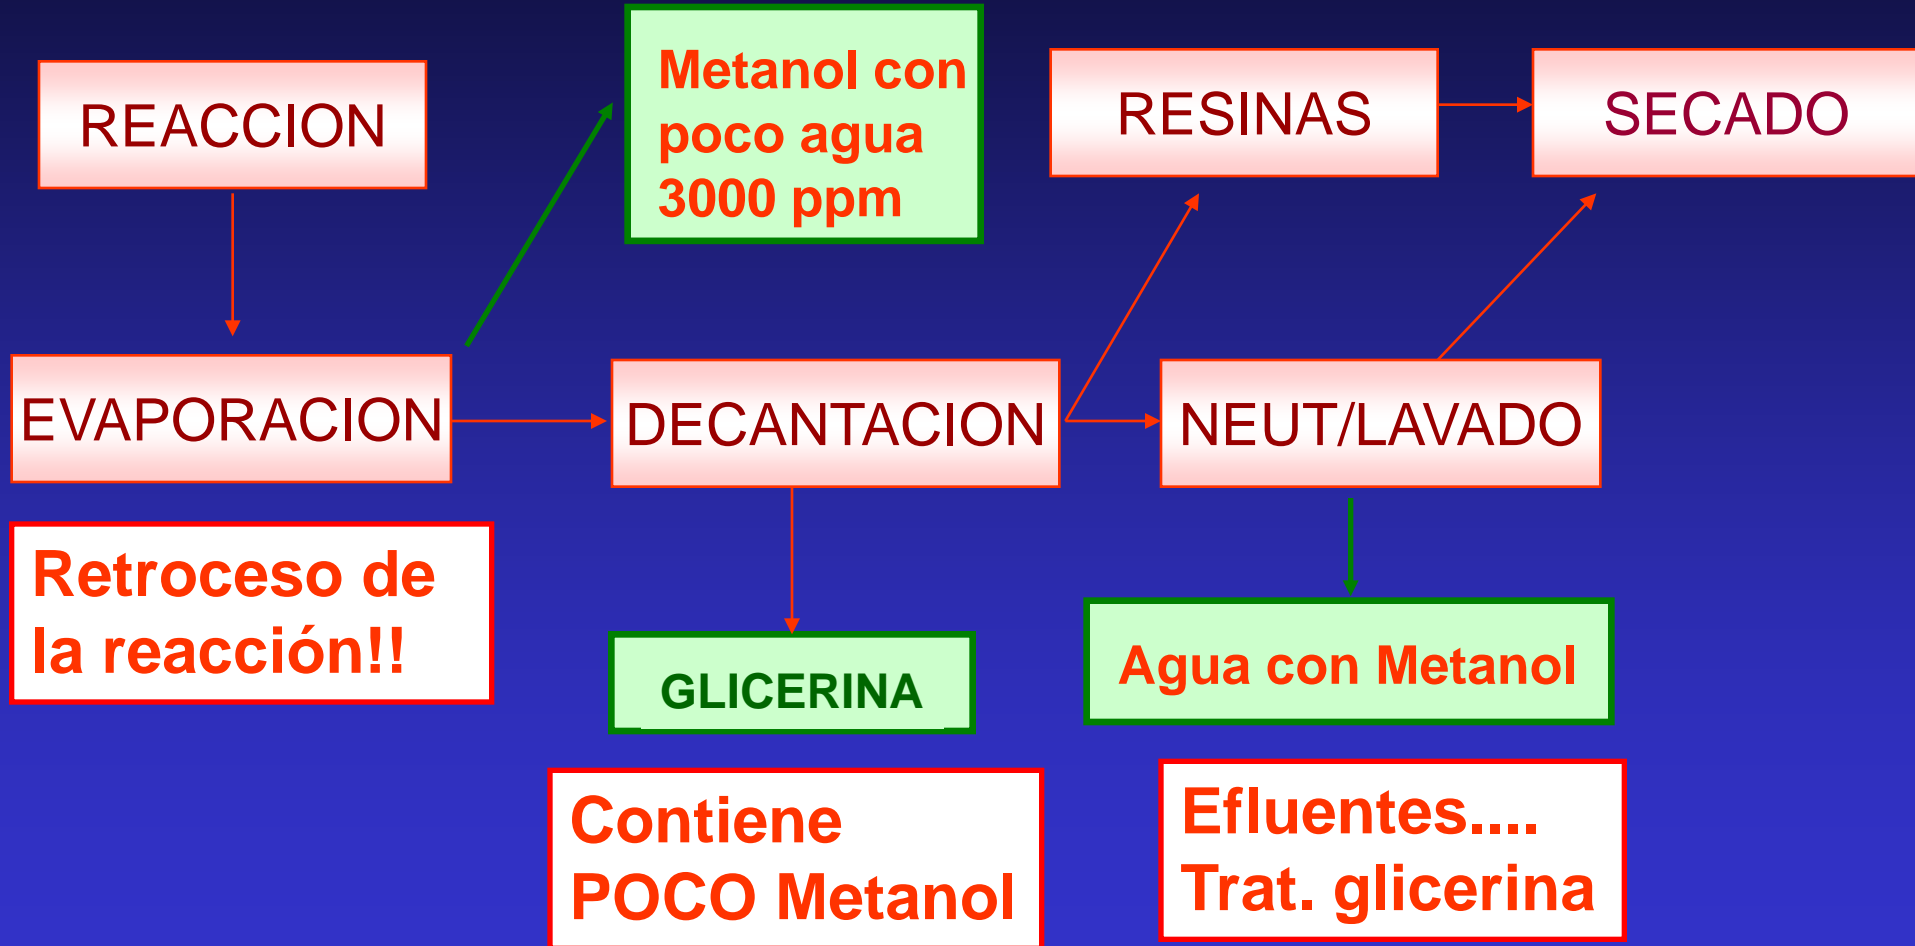 REACCION
Metanol con
poco agua
3000 ppm
RESINAS
SECADO
EVAPORACION
DECANTACION
NEUT/LAVADO
Retroceso de
la reacción!!
GLICERINA
Agua con Metanol
Contiene
POCO Metanol
Efluentes....
Trat. glicerina